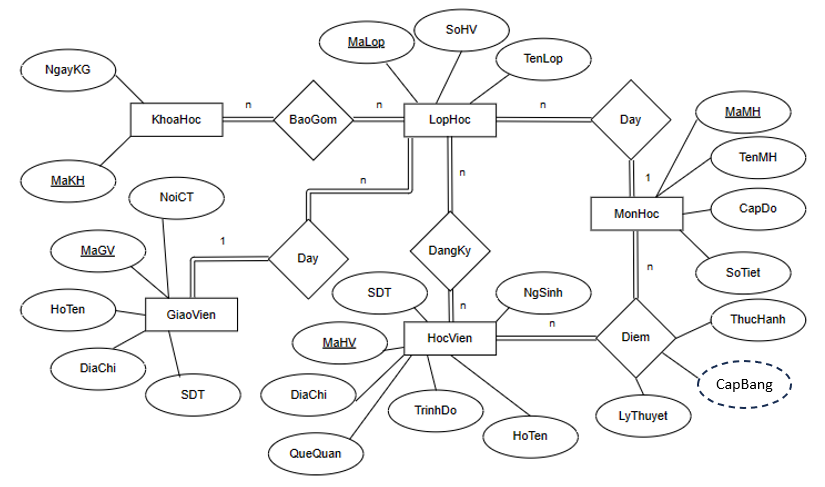 SoHV
MaLop
TenLop
NgayKG
n
n
n
KhoaHoc
BaoGom
LopHoc
Day
MaMH
TenMH
1
n
n
MaKH
NoiCT
CapDo
MonHoc
1
MaGV
Day
DangKy
SoTiet
n
SDT
NgSinh
HoTen
GiaoVien
n
n
ThucHanh
HocVien
Diem
MaHV
DiaChi
CapBang
SDT
DiaChi
TrinhDo
LyThuyet
HoTen
QueQuan